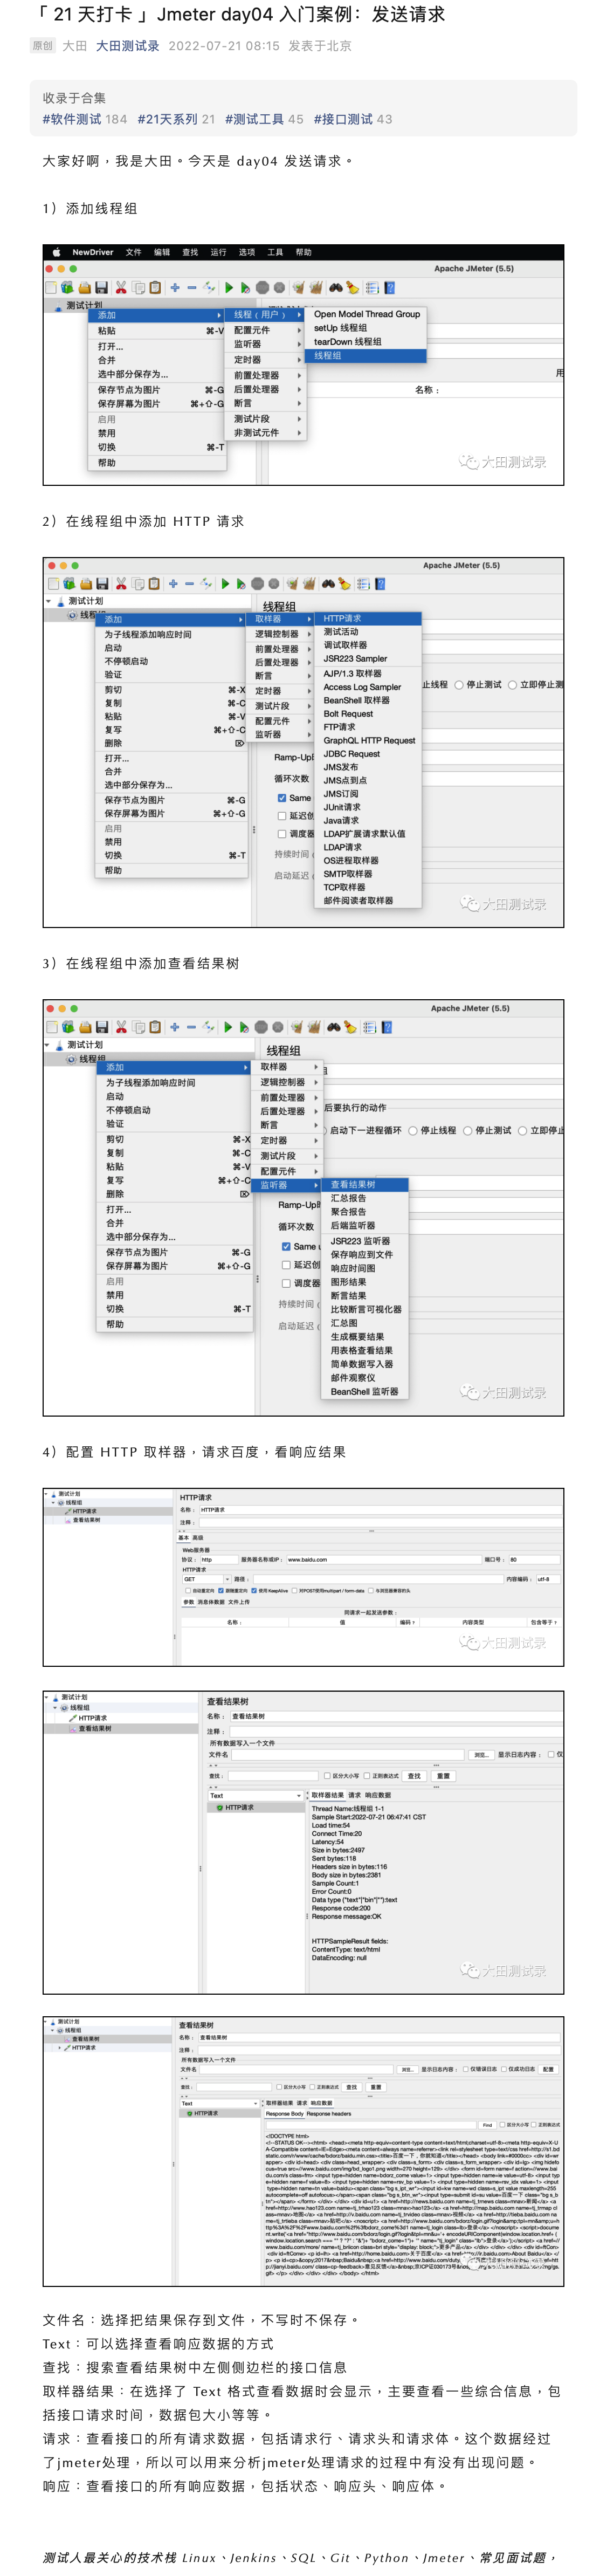 「 21 天打卡 」Jmeter day04 入门案例：发送请求
原创 大田 大田测试录 2022-07-21 08:15 发表于北京
收录于合集
#软件测试 184 #21天系列 21 #测试工具 45 #接口测试 43
大家好啊，我是大田。今天是 day04 发送请求。
1）添加线程组
NewDriver 文件 编辑 查找 运行 选项 工具 帮助
Apache JMeter (5.5)
测试计划
添加
粘贴 ⌘-V
打开...
合并
选中部分保存为...
保存节点为图片 ⌘-G
保存屏幕为图片 ⌘+⇧-G
启用
禁用
切换 ⌘-T
帮助
线程（用户）
配置元件
监听器
定时器
前置处理器
后置处理器
断言
测试片段
非测试元件
Open Model Thread Group
setUp 线程组
tearDown 线程组
线程组
用
名称：
大田测试录
2）在线程组中添加 HTTP 请求
Apache JMeter (5.5)
测试计划
线程组
添加
为子线程添加响应时间
启动
不停顿启动
验证
剪切 ⌘-X
复制 ⌘-C
粘贴 ⌘-V
复写 ⌘+⇧-C
删除 ⌦
打开...
合并
选中部分保存为...
保存节点为图片 ⌘-G
保存屏幕为图片 ⌘+⇧-G
启用
禁用
切换 ⌘-T
帮助
线程组
取样器
逻辑控制器
前置处理器
后置处理器
断言
定时器
测试片段
配置元件
监听器
HTTP请求
测试活动
调试取样器
JSR223 Sampler
AJP/1.3 取样器
Access Log Sampler
BeanShell 取样器
Bolt Request
FTP请求
GraphQL HTTP Request
JDBC Request
JMS发布
JMS点到点
JMS订阅
JUnit请求
Java请求
LDAP扩展请求默认值
LDAP请求
OS进程取样器
SMTP取样器
TCP取样器
邮件阅读者取样器
止线程 停止测试 立即停止测
Ramp-Up
循环次数
Same
延迟创
调度器
持续时间
启动延迟
大田测试录
3）在线程组中添加查看结果树
Apache JMeter (5.5)
测试计划
线程组
添加
为子线程添加响应时间
启动
不停顿启动
验证
剪切 ⌘-X
复制 ⌘-C
粘贴 ⌘-V
复写 ⌘+⇧-C
删除 ⌦
打开...
合并
选中部分保存为...
保存节点为图片 ⌘-G
保存屏幕为图片 ⌘+⇧-G
启用
禁用
切换 ⌘-T
帮助
线程组
取样器
逻辑控制器
前置处理器
后置处理器
断言
定时器
测试片段
配置元件
监听器
后要执行的动作
启动下一进程循环 停止线程 停止测试 立即停止
查看结果树
汇总报告
聚合报告
后端监听器
JSR223 监听器
保存响应到文件
响应时间图
图形结果
断言结果
比较断言可视化器
汇总图
生成概要结果
用表格查看结果
简单数据写入器
邮件观察仪
BeanShell 监听器
Ramp-Up
循环次数
Same u
延迟创
调度器
持续时间
启动延迟
大田测试录
4）配置 HTTP 取样器，请求百度，看响应结果
测试计划
线程组
HTTP请求
查看结果树
HTTP请求
名称： HTTP请求
注释：
基本 高级
Web服务器
协议： http 服务器名称或IP： www.baidu.com 端口号： 80
HTTP请求
GET 路径： 内容编码： utf-8
自动重定向 跟随重定向 使用 KeepAlive 对POST使用multipart / form-data 与浏览器兼容的头
参数 消息体数据 文件上传
同请求一起发送参数：
名称： 值 编码？ 内容类型 包含等于？
大田测试录
测试计划
线程组
HTTP请求
查看结果树
查看结果树
名称： 查看结果树
注释：
所有数据写入一个文件
文件名 浏览... 显示日志内容： 仅
查找： 区分大小写 正则表达式 查找 重置
Text 取样器结果 请求 响应数据
HTTP请求
Thread Name:线程组 1-1
Sample Start:2022-07-21 06:47:41 CST
Load time:54
Connect Time:20
Latency:54
Size in bytes:2497
Sent bytes:118
Headers size in bytes:116
Body size in bytes:2381
Sample Count:1
Error Count:0
Data type ("text"|"bin"|""):text
Response code:200
Response message:OK
HTTPSampleResult fields:
ContentType: text/html
DataEncoding: null
大田测试录
测试计划
线程组
查看结果树
HTTP请求
查看结果树
名称： 查看结果树
注释：
所有数据写入一个文件
文件名 浏览... 显示日志内容： 仅错误日志 仅成功日志 配置
查找： 区分大小写 正则表达式 查找 重置
Text 取样器结果 请求 响应数据
HTTP请求
Response Body Response headers
Find 区分大小写 正则表达式
<!DOCTYPE html>
文件名：选择把结果保存到文件，不写时不保存。
Text：可以选择查看响应数据的方式
查找：搜索查看结果树中左侧侧边栏的接口信息
取样器结果：在选择了 Text 格式查看数据时会显示，主要查看一些综合信息，包
括接口请求时间，数据包大小等等。
请求：查看接口的所有请求数据，包括请求行、请求头和请求体。这个数据经过
了jmeter处理，所以可以用来分析jmeter处理请求的过程中有没有出现问题。
响应：查看接口的所有响应数据，包括状态、响应头、响应体。
测试人最关心的技术栈 Linux、Jenkins、SQL、Git、Python、Jmeter、常见面试题，